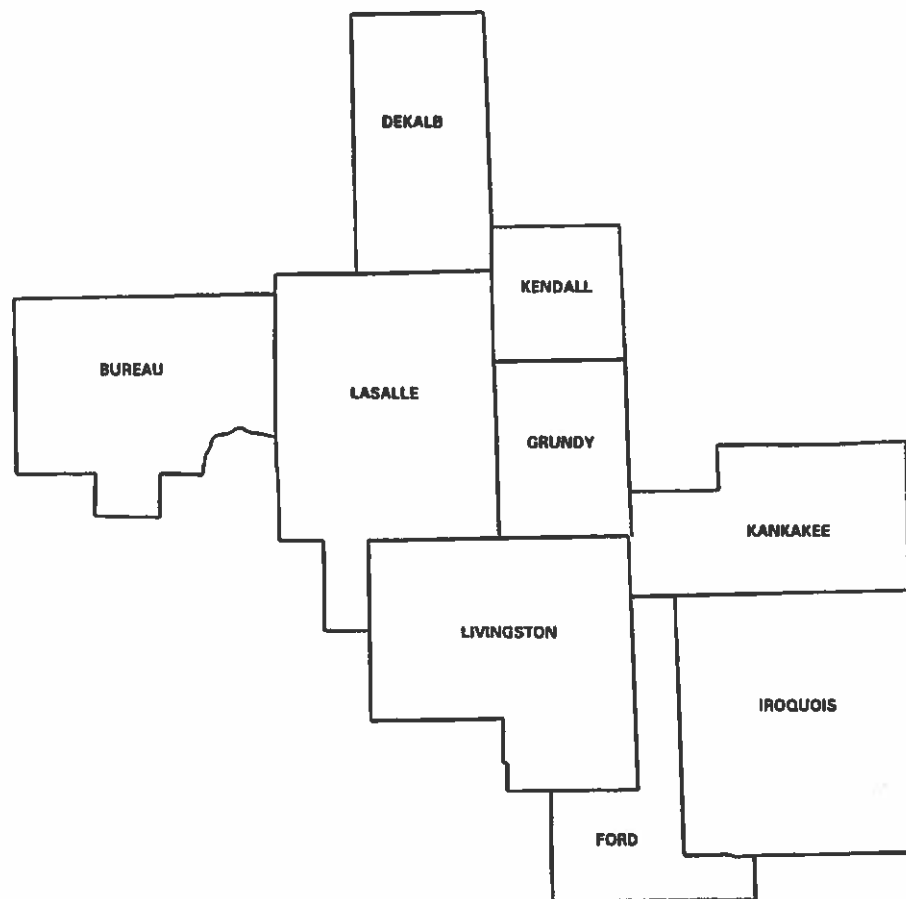 DEKALB
KENDALL
BUREAU
LASALLE
GRUNDY
KANKAKEE
LIVINGSTON
IROQUOIS
FORD